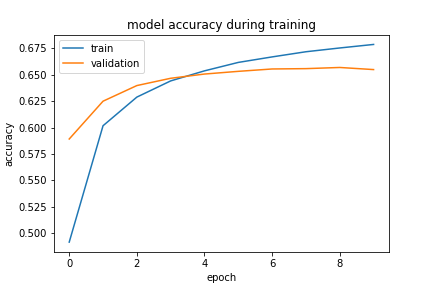 model accuracy during training
train
validation
0.675
0.650
0.625
0.600
0.575
0.550
0.525
0.500
accuracy
0 2 4 6 8
epoch